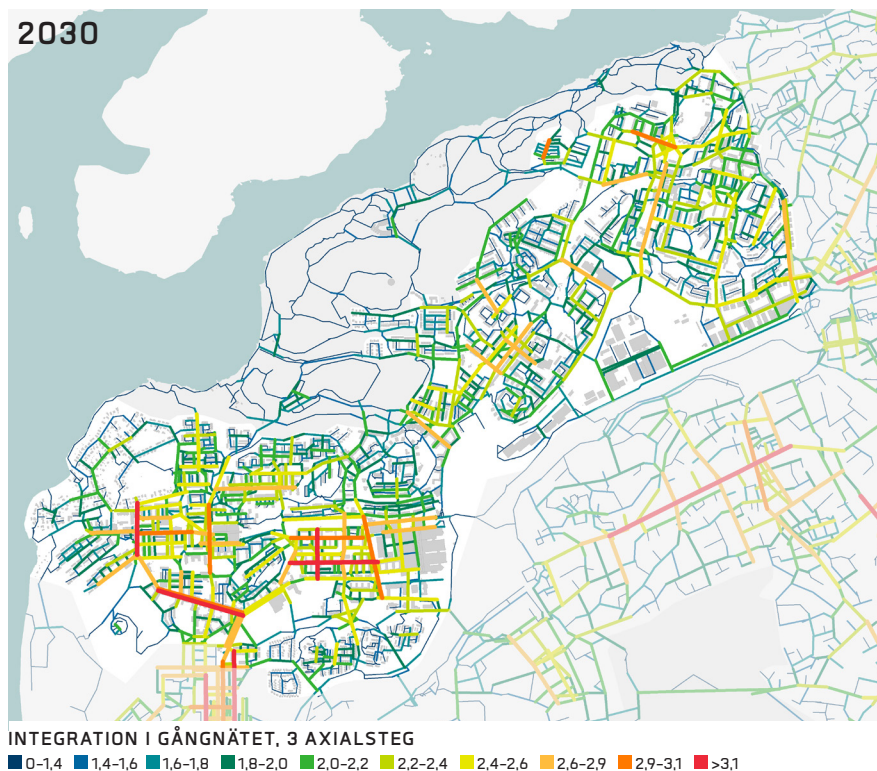 2030
INTEGRATION I GÅNGNÄTET, 3 AXIALSTEG
0–1,4 1,4–1,6 1,6–1,8 1,8–2,0 2,0–2,2 2,2–2,4 2,4–2,6 2,6–2,9 2,9–3,1 >3,1